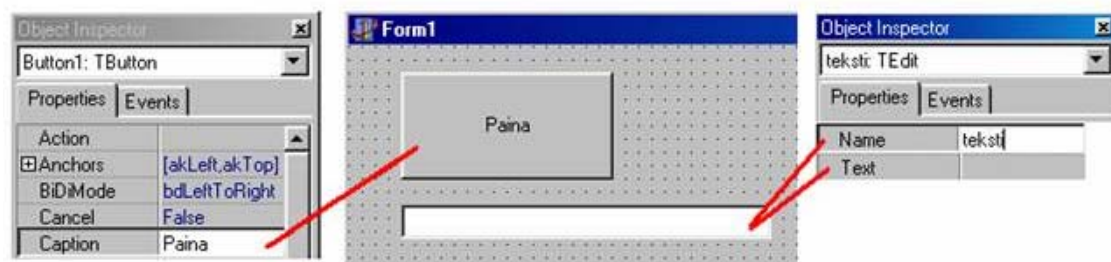 Object Inspector
Button1: TButton
Properties Events
Action
Anchors [akLeft,akTop]
BiDiMode bdLeftToRight
Cancel False
Caption Paina
Form1
Paina
Object Inspector
teksti: TEdit
Properties Events
Name teksti
Text